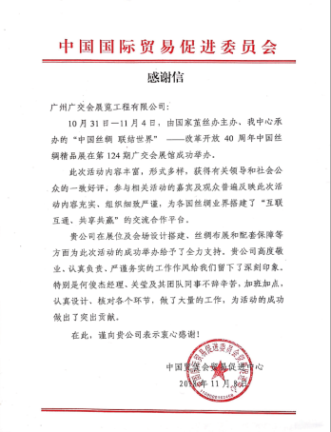 中国国际贸易促进委员会
感谢信
广州广交会展览工程有限公司：
10月31日—11月4日，由国家茧丝办主办、我中心承
办的“中国丝绸 联结世界”——改革开放40周年中国丝
绸精品展在第124期广交会展馆成功举办。
此次活动内容丰富，形式多样，获得有关领导和社会公
众的一致好评，参与相关活动的嘉宾及观众普遍反映此次活
动内容充实、组织细致严谨，为各国丝绸业界搭建了“互联
互通、共享共赢”的交流合作平台。
贵公司在展位及会场设计搭建、丝绸布展和配套保障等
方面为此次活动的成功举办给予了全力支持。贵公司高度敬
业、认真负责、严谨务实的工作作风给我们留下了深刻印象。
特别是何俊杰经理、关莹及其团队同事不辞辛苦，加班加点，
认真设计、核对各个环节，做了大量的工作，为活动的成功
做出了突出贡献。
在此，谨向贵公司表示衷心感谢！
中国贸促会贸易促进中心
2018年11月8日